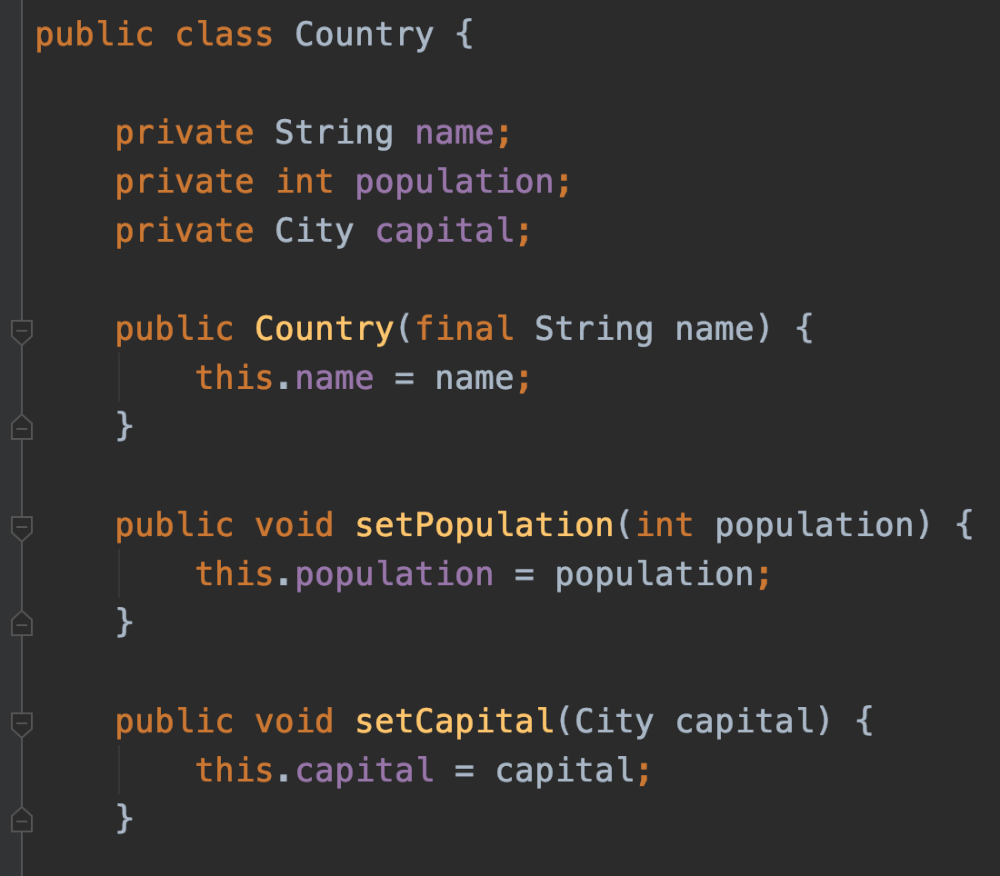 public class Country {
private String name;
private int population;
private City capital;
public Country(final String name) {
this.name = name;
}
public void setPopulation(int population) {
this.population = population;
}
public void setCapital(City capital) {
this.capital = capital;
}